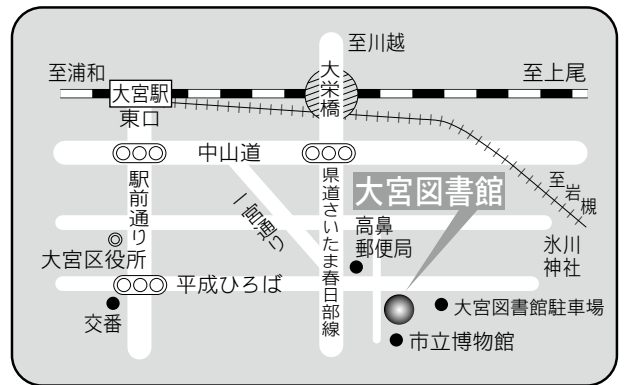 至川越
至浦和
大栄橋
至上尾
大宮駅
東口
中山道
駅前通り
一宮通り
県道さいたま春日部線
大宮図書館
至岩槻
高鼻
郵便局
氷川
神社
大宮区役所
平成ひろば
交番
大宮図書館駐車場
市立博物館